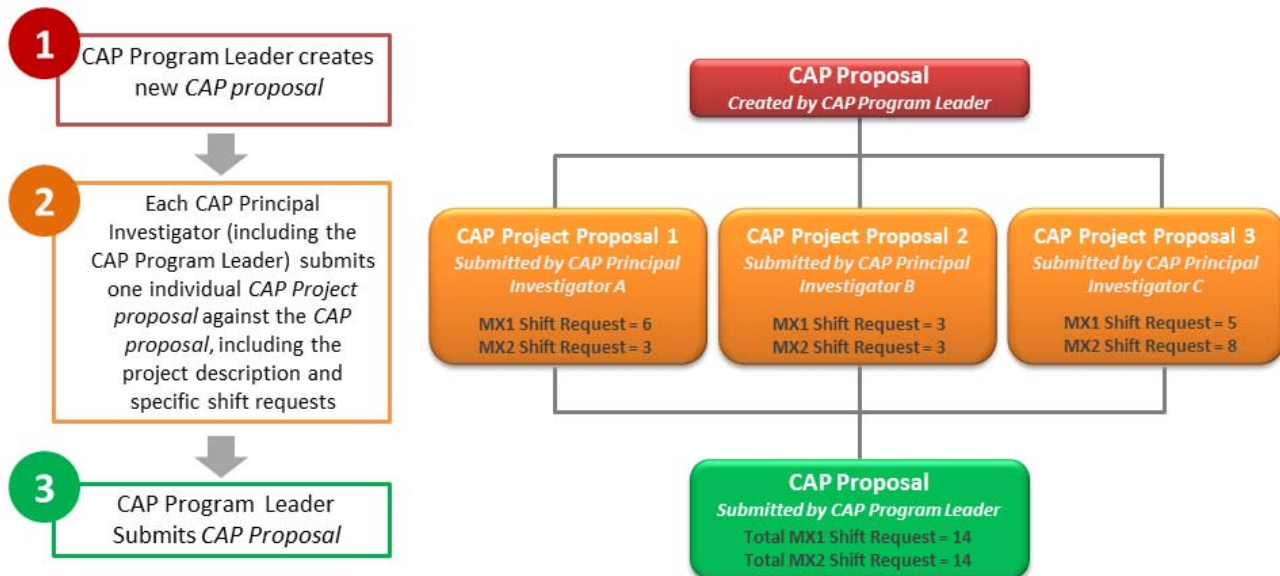 1
CAP Program Leader creates
new CAP proposal
2
Each CAP Principal
Investigator (including the
CAP Program Leader) submits
one individual CAP Project
proposal against the CAP
proposal, including the
project description and
specific shift requests
3
CAP Program Leader
Submits CAP Proposal
CAP Proposal
Created by CAP Program Leader
CAP Project Proposal 1
Submitted by CAP Principal
Investigator A
MX1 Shift Request = 6
MX2 Shift Request = 3
CAP Project Proposal 2
Submitted by CAP Principal
Investigator B
MX1 Shift Request = 3
MX2 Shift Request = 3
CAP Project Proposal 3
Submitted by CAP Principal
Investigator C
MX1 Shift Request = 5
MX2 Shift Request = 8
CAP Proposal
Submitted by CAP Program Leader
Total MX1 Shift Request = 14
Total MX2 Shift Request = 14